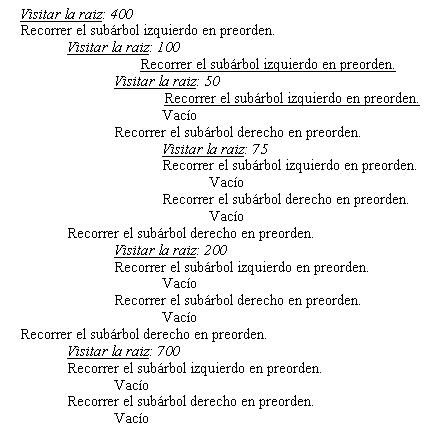 Visitar la raiz: 400
Recorrer el subárbol izquierdo en preorden.
Visitar la raiz: 100
Recorrer el subárbol izquierdo en preorden.
Visitar la raiz: 50
Recorrer el subárbol izquierdo en preorden.
Vacío
Recorrer el subárbol derecho en preorden.
Visitar la raiz: 75
Recorrer el subárbol izquierdo en preorden.
Vacío
Recorrer el subárbol derecho en preorden.
Vacío
Recorrer el subárbol derecho en preorden.
Visitar la raiz: 200
Recorrer el subárbol izquierdo en preorden.
Vacío
Recorrer el subárbol derecho en preorden.
Vacío
Recorrer el subárbol derecho en preorden.
Visitar la raiz: 700
Recorrer el subárbol izquierdo en preorden.
Vacío
Recorrer el subárbol derecho en preorden.
Vacío